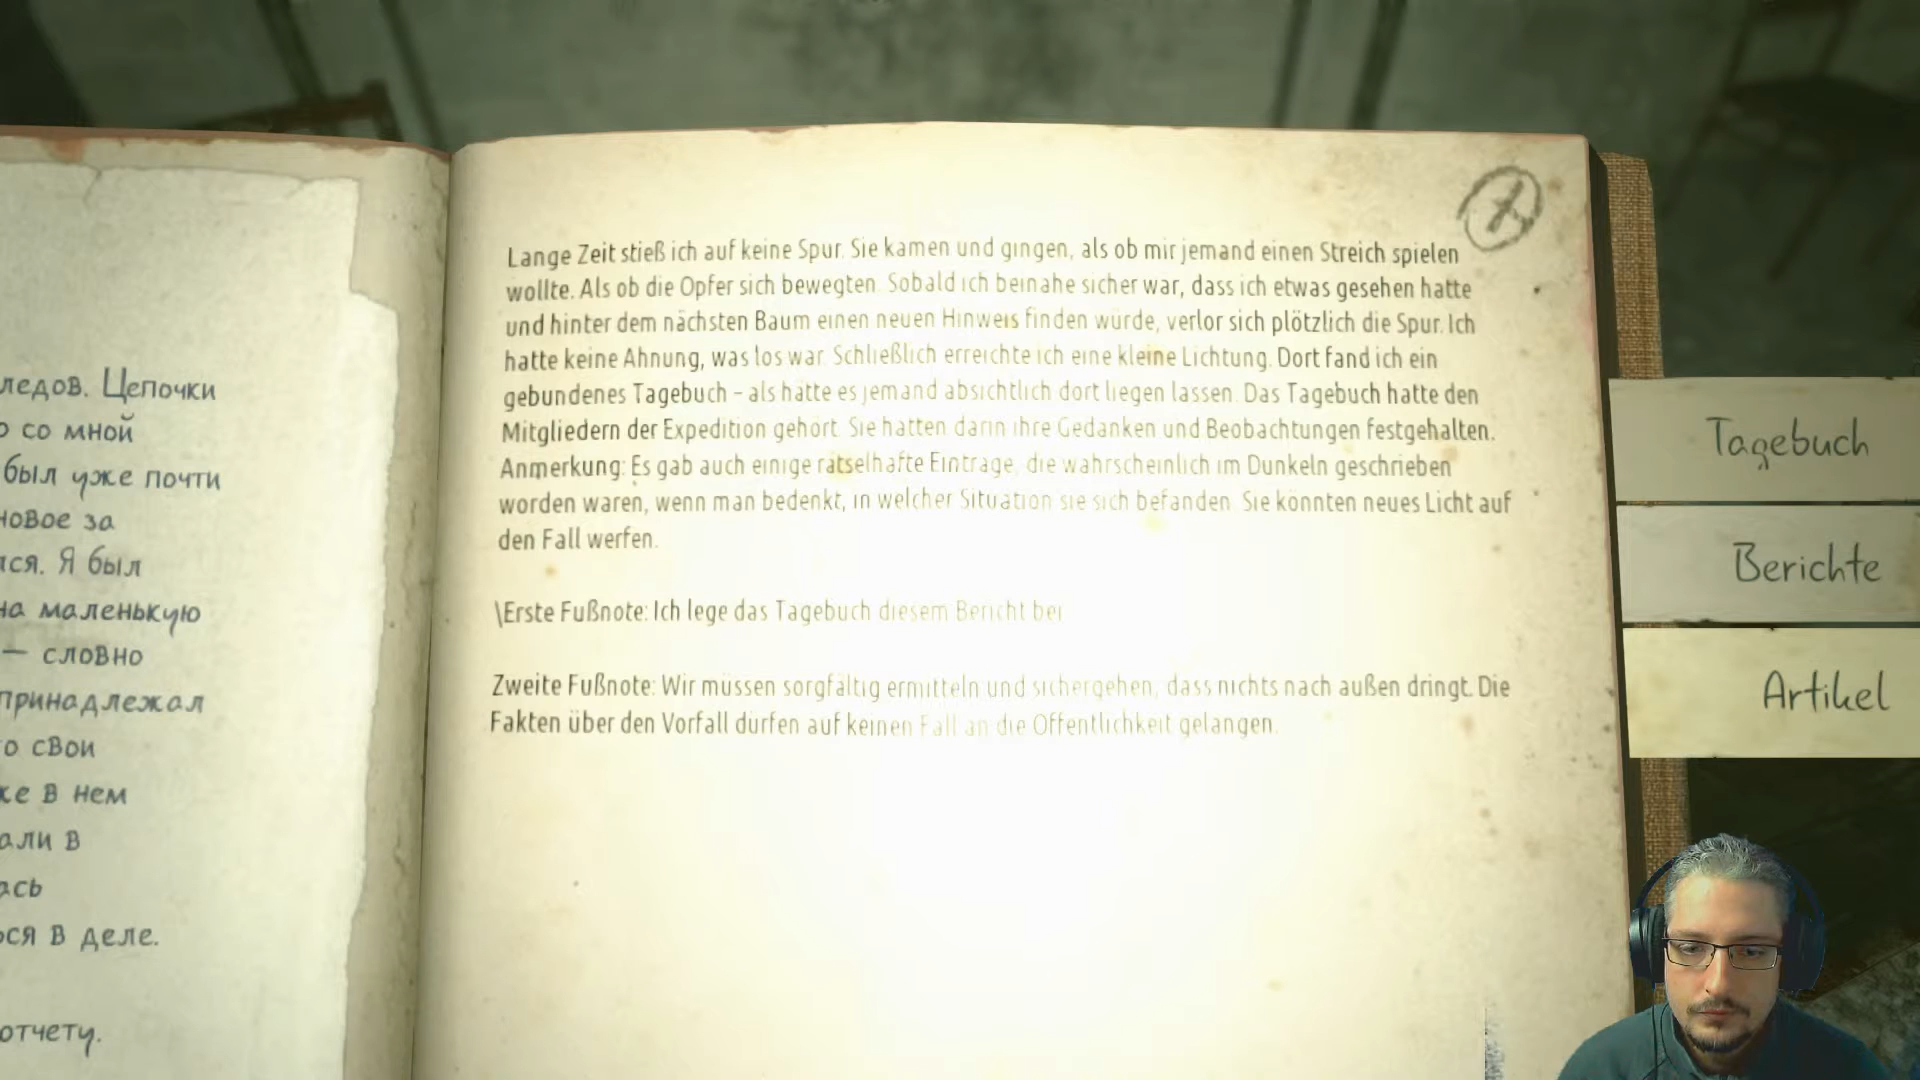 ледов. Цепочки
о со мной
был уже почти
новое за
лся. Я был
на маленькую
— словно
принадлежал
о свои
же в нем
али в
ась
ся в деле.
отчету.
Lange Zeit stieß ich auf keine Spur. Sie kamen und gingen, als ob mir jemand einen Streich spielen
wollte. Als ob die Opfer sich bewegten. Sobald ich beinahe sicher war, dass ich etwas gesehen hatte
und hinter dem nächsten Baum einen neuen Hinweis finden würde, verlor sich plötzlich die Spur. Ich
hatte keine Ahnung, was los war. Schließlich erreichte ich eine kleine Lichtung. Dort fand ich ein
gebundenes Tagebuch – als hätte es jemand absichtlich dort liegen lassen. Das Tagebuch hatte den
Mitgliedern der Expedition gehört. Sie hatten darin ihre Gedanken und Beobachtungen festgehalten.
Anmerkung: Es gab auch einige rätselhafte Einträge, die wahrscheinlich im Dunkeln geschrieben
worden waren, wenn man bedenkt, in welcher Situation sie sich befanden. Sie könnten neues Licht auf
den Fall werfen.
\Erste Fußnote: Ich lege das Tagebuch diesem Bericht bei
Zweite Fußnote: Wir müssen sorgfältig ermitteln und sichergehen, dass nichts nach außen dringt. Die
Fakten über den Vorfall dürfen auf keinen Fall an die Öffentlichkeit gelangen.
Tagebuch
Berichte
Artikel